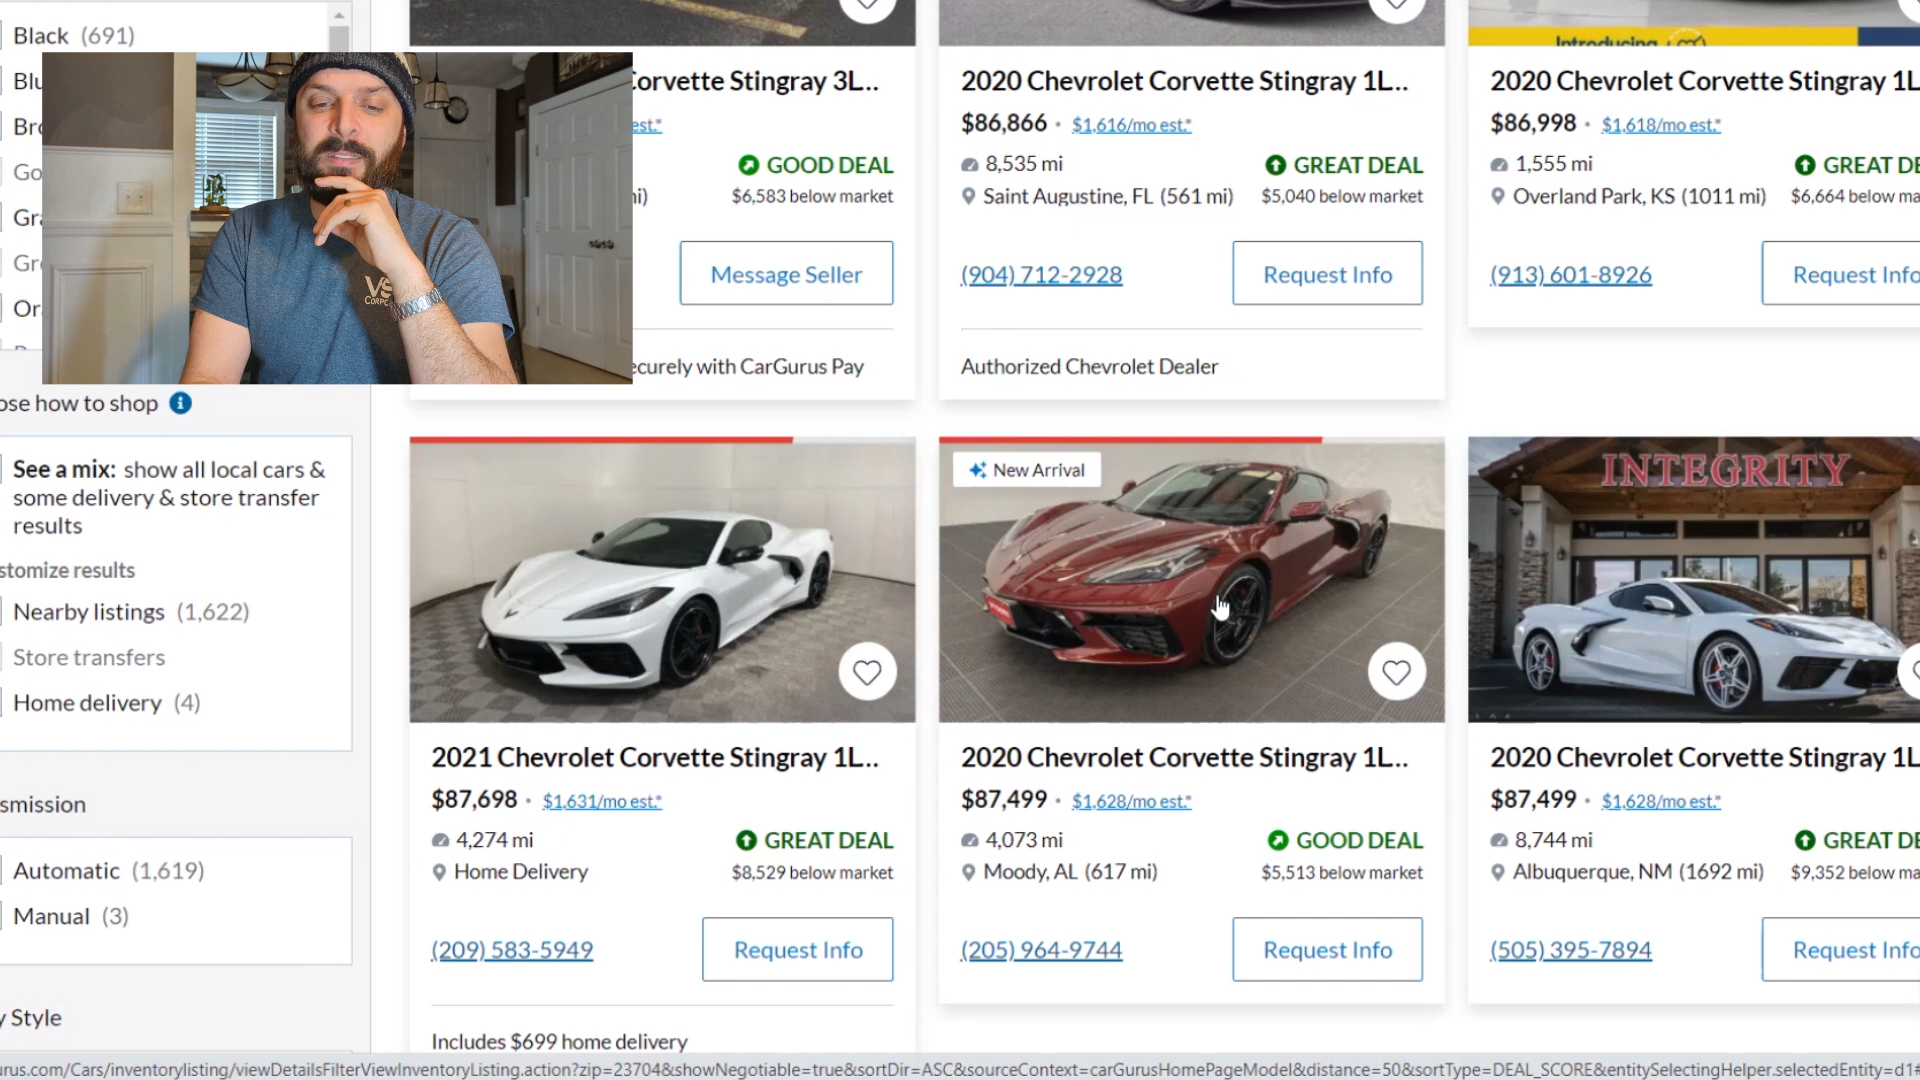 Black (691)
Blu
Bro
Go
Gra
Gre
Or
VS
CORPO
ose how to shop
See a mix: show all local cars &
some delivery & store transfer
results
stomize results
Nearby listings (1,622)
Store transfers
Home delivery (4)
smission
Automatic (1,619)
Manual (3)
y Style
orvette Stingray 3L...
est.*
GOOD DEAL
mi)
$6,583 below market
Message Seller
ecurely with CarGurus Pay
2020 Chevrolet Corvette Stingray 1L...
$86,866 · $1,616/mo est.*
8,535 mi
GREAT DEAL
Saint Augustine, FL (561 mi)
$5,040 below market
(904) 712-2928
Request Info
Authorized Chevrolet Dealer
Introducing
2020 Chevrolet Corvette Stingray 1L
$86,998 · $1,618/mo est.*
1,555 mi
GREAT DE
Overland Park, KS (1011 mi)
$6,664 below ma
(913) 601-8926
Request Info
2021 Chevrolet Corvette Stingray 1L...
$87,698 · $1,631/mo est.*
4,274 mi
GREAT DEAL
Home Delivery
$8,529 below market
(209) 583-5949
Request Info
Includes $699 home delivery
New Arrival
2020 Chevrolet Corvette Stingray 1L...
$87,499 · $1,628/mo est.*
4,073 mi
GOOD DEAL
Moody, AL (617 mi)
$5,513 below market
(205) 964-9744
Request Info
INTEGRITY
2020 Chevrolet Corvette Stingray 1L
$87,499 · $1,628/mo est.*
8,744 mi
GREAT DE
Albuquerque, NM (1692 mi)
$9,352 below ma
(505) 395-7894
Request Info
urus.com/Cars/inventorylisting/viewDetailsFilterViewInventoryListing.action?zip=23704&showNegotiable=true&sortDir=ASC&sourceContext=carGurusHomePageModel&distance=50&sortType=DEAL_SCORE&entitySelectingHelper.selectedEntity=d1#